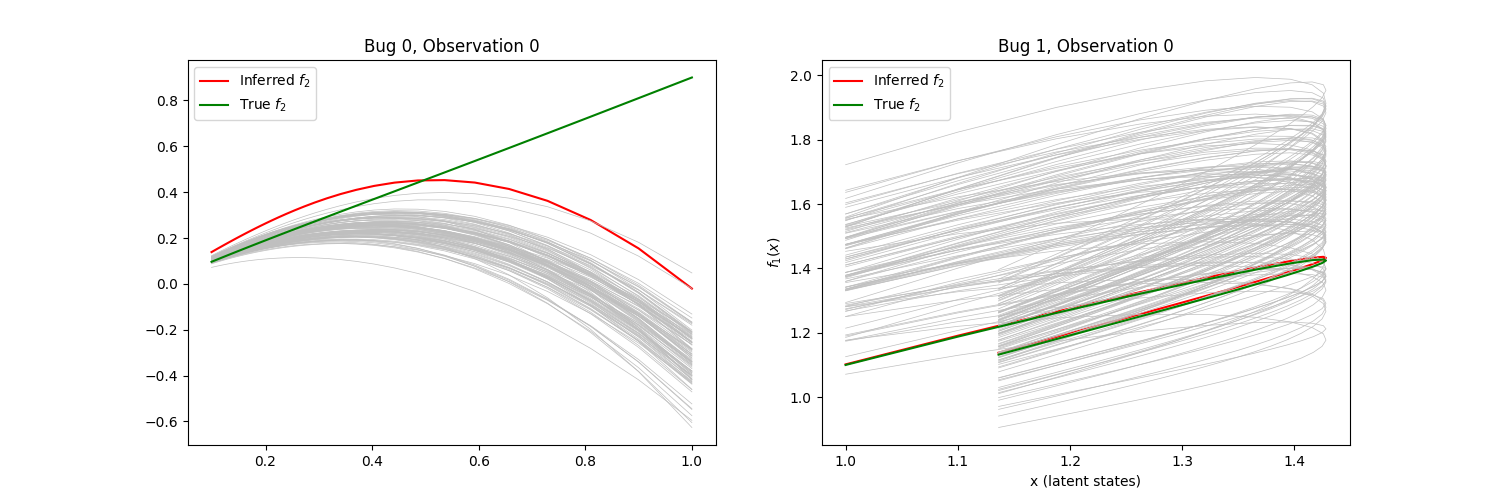 Bug 0, Observation 0
Inferred f₂
True f₂
0.8
0.6
0.4
0.2
0.0
−0.2
−0.4
−0.6
0.2 0.4 0.6 0.8 1.0
Bug 1, Observation 0
Inferred f₂
True f₂
f₁(x)
2.0
1.8
1.6
1.4
1.2
1.0
1.0 1.1 1.2 1.3 1.4
x (latent states)